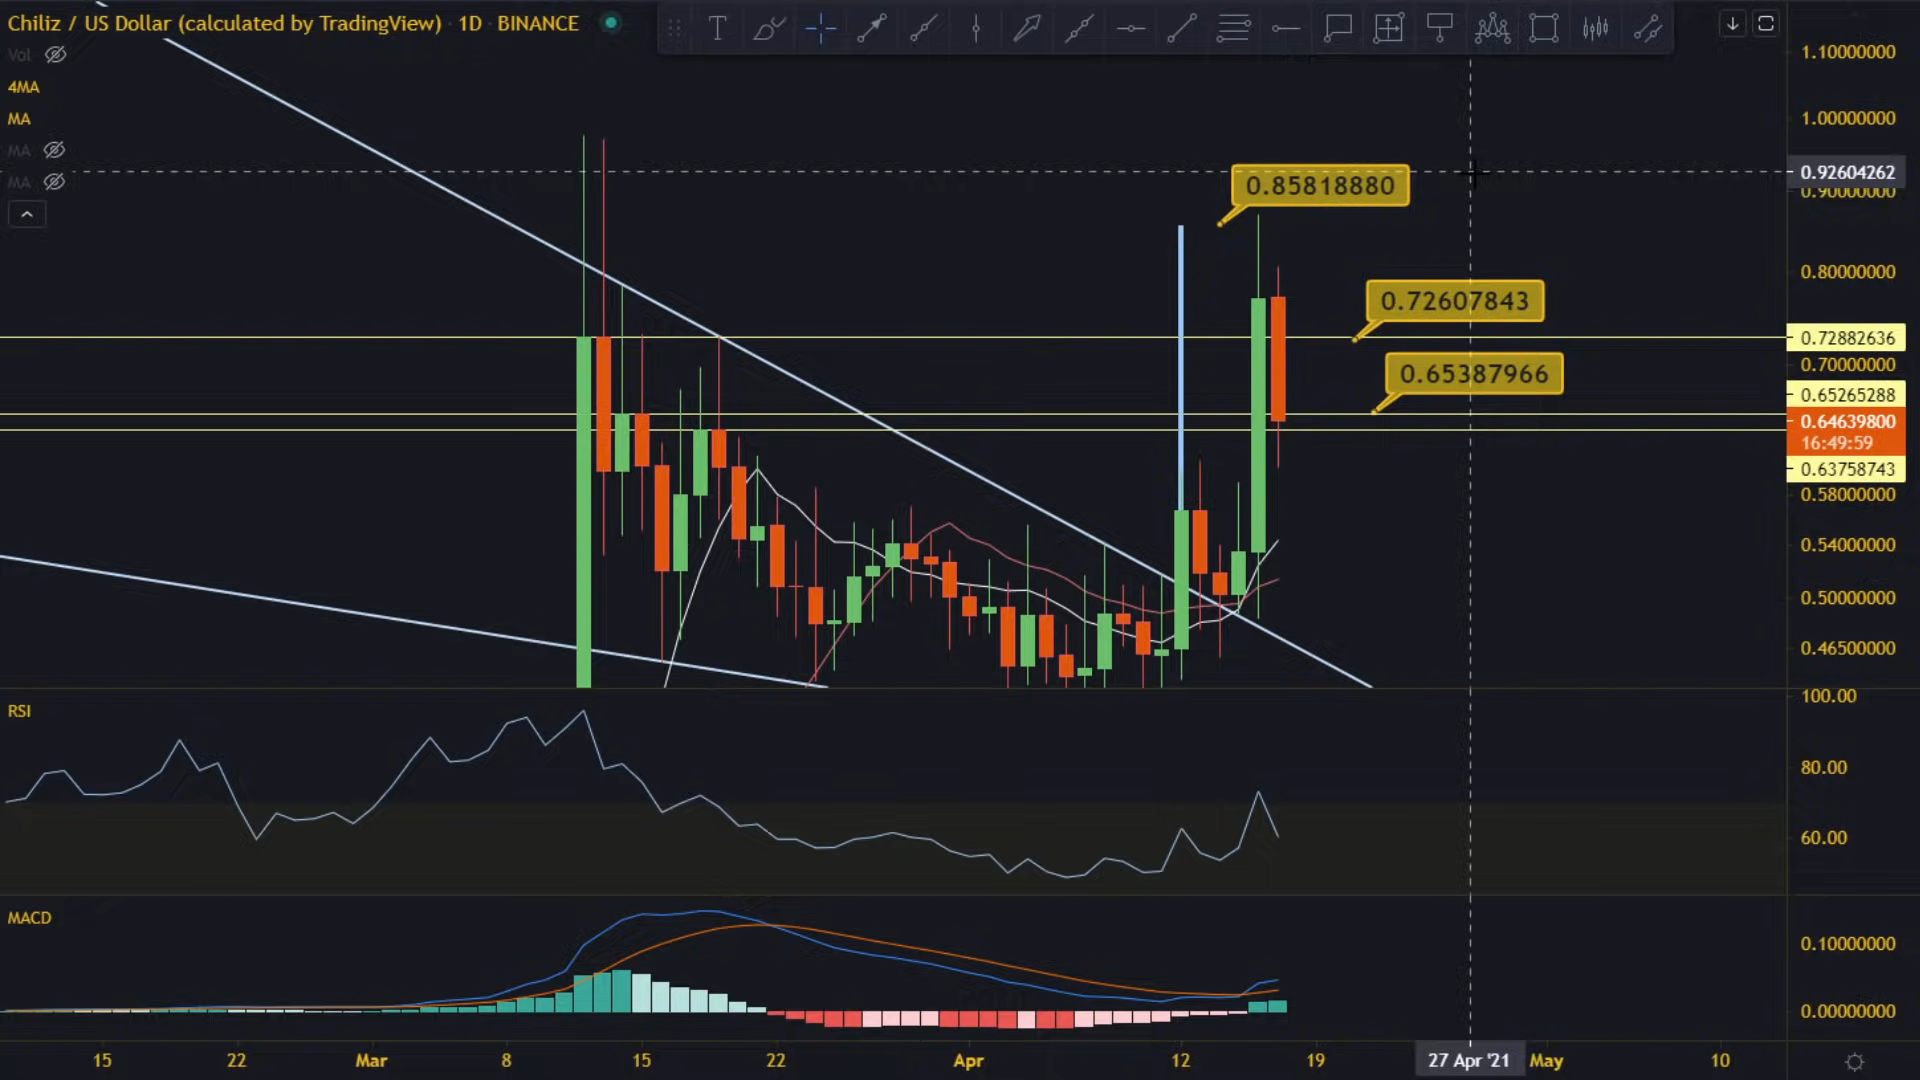 Chiliz / US Dollar (calculated by TradingView) · 1D · BINANCE
Vol
4MA
MA
MA
MA
T
1.10000000
1.00000000
0.92604262
0.90000000
0.80000000
0.72882636
0.70000000
0.65265288
0.64639800
16:49:59
0.63758743
0.58000000
0.54000000
0.50000000
0.46500000
0.85818880
0.72607843
0.65387966
RSI
100.00
80.00
60.00
MACD
0.10000000
0.00000000
15 22 Mar 8 15 22 Apr 12 19 27 Apr '21 May 10